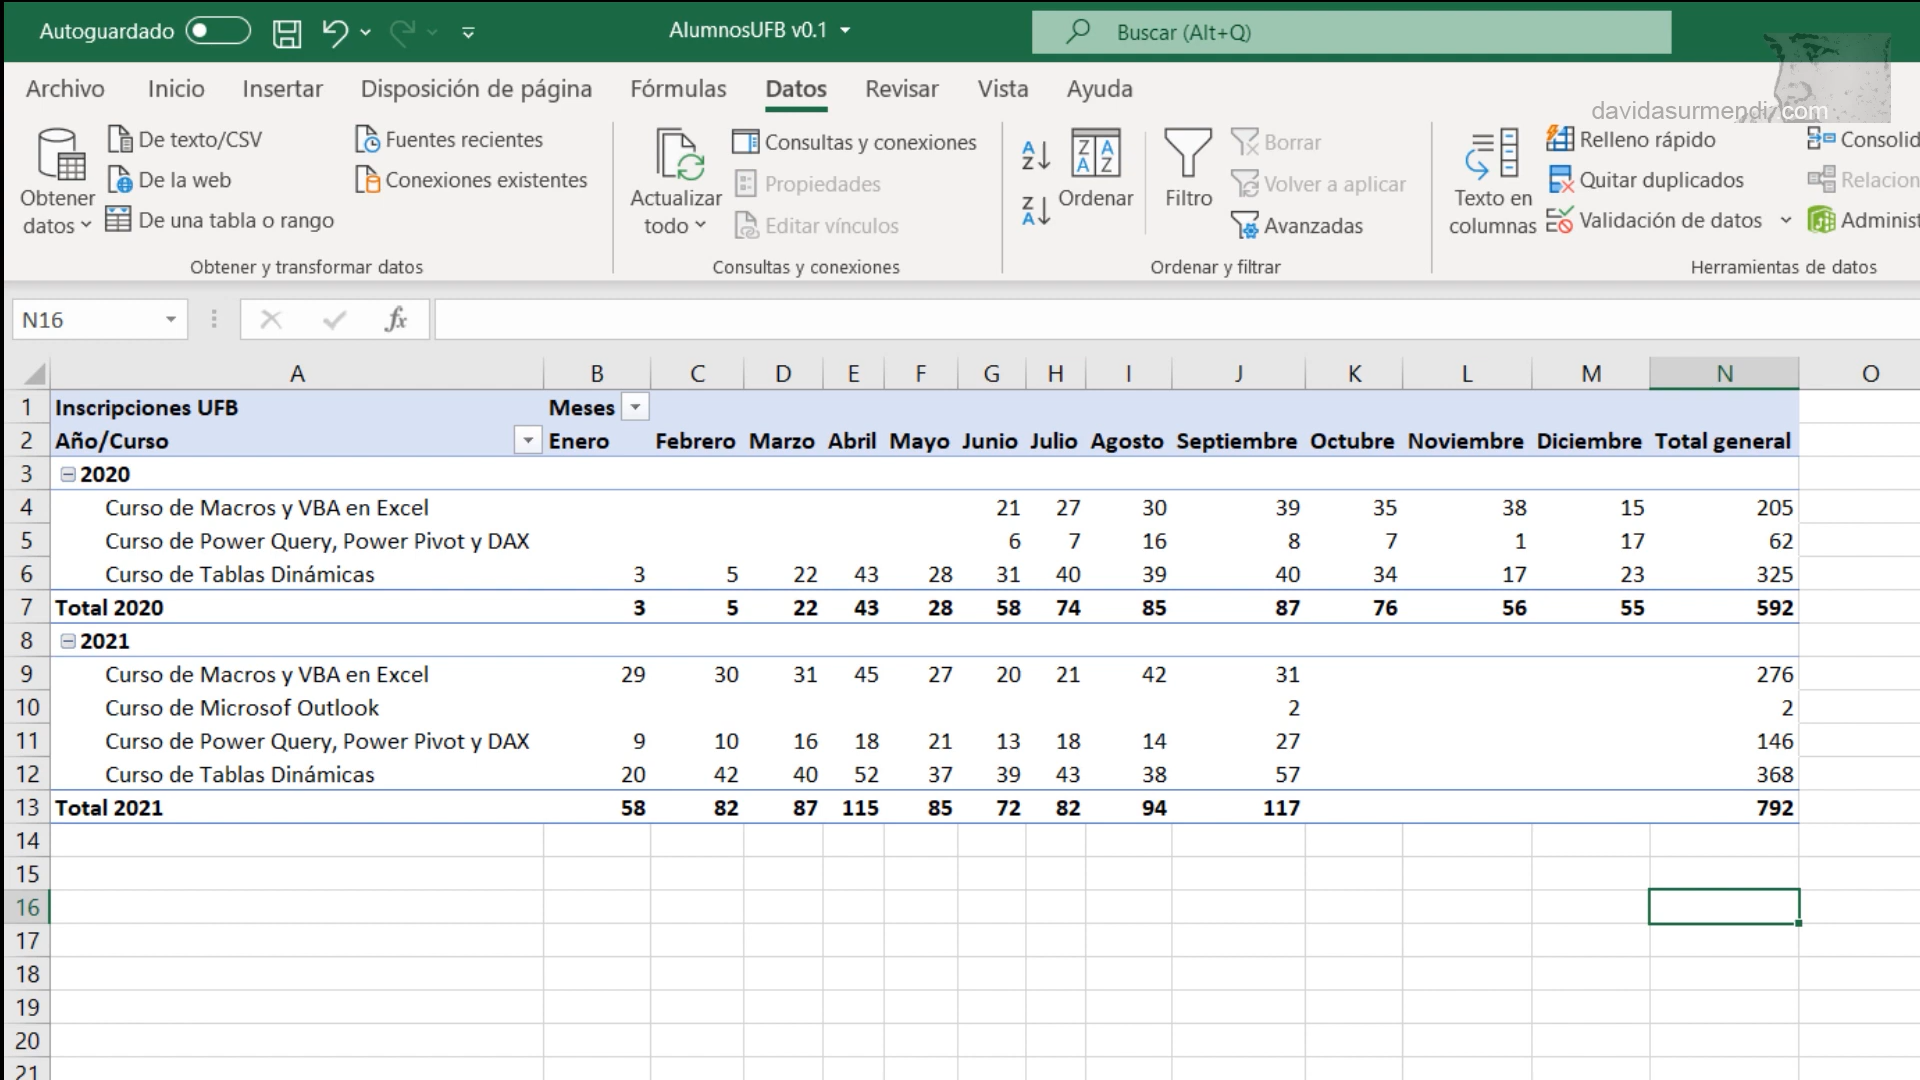 Autoguardado
AlumnosUFB v0.1
Buscar (Alt+Q)
Archivo Inicio Insertar Disposición de página Fórmulas Datos Revisar Vista Ayuda
davidasurmendi.com
Obtener datos
De texto/CSV
De la web
De una tabla o rango
Fuentes recientes
Conexiones existentes
Obtener y transformar datos
Actualizar todo
Consultas y conexiones
Propiedades
Editar vínculos
Consultas y conexiones
Ordenar
Filtro
Borrar
Volver a aplicar
Avanzadas
Ordenar y filtrar
Texto en columnas
Relleno rápido
Quitar duplicados
Validación de datos
Consolid
Relacion
Administ
Herramientas de datos
N16
fx
A B C D E F G H I J K L M N O
1 Inscripciones UFB Meses
2 Año/Curso Enero Febrero Marzo Abril Mayo Junio Julio Agosto Septiembre Octubre Noviembre Diciembre Total general
3 2020
4 Curso de Macros y VBA en Excel 21 27 30 39 35 38 15 205
5 Curso de Power Query, Power Pivot y DAX 6 7 16 8 7 1 17 62
6 Curso de Tablas Dinámicas 3 5 22 43 28 31 40 39 40 34 17 23 325
7 Total 2020 3 5 22 43 28 58 74 85 87 76 56 55 592
8 2021
9 Curso de Macros y VBA en Excel 29 30 31 45 27 20 21 42 31 276
10 Curso de Microsof Outlook 2 2
11 Curso de Power Query, Power Pivot y DAX 9 10 16 18 21 13 18 14 27 146
12 Curso de Tablas Dinámicas 20 42 40 52 37 39 43 38 57 368
13 Total 2021 58 82 87 115 85 72 82 94 117 792
14
15
16
17
18
19
20
21